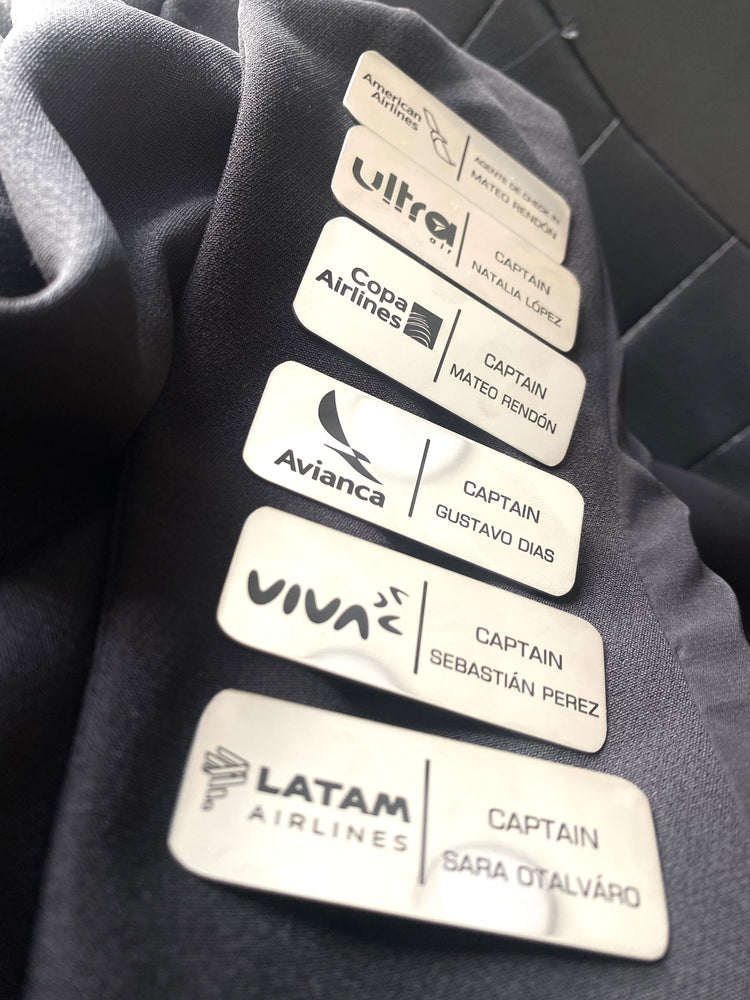 American
Airlines
AGENTE DE CHECK IN
MATEO RENDÓN
ultra
air
CAPTAIN
NATALIA LÓPEZ
Copa
Airlines
CAPTAIN
MATEO RENDÓN
Avianca
CAPTAIN
GUSTAVO DIAS
VIVA
CAPTAIN
SEBASTIÁN PEREZ
LATAM
AIRLINES
CAPTAIN
SARA OTALVÁRO